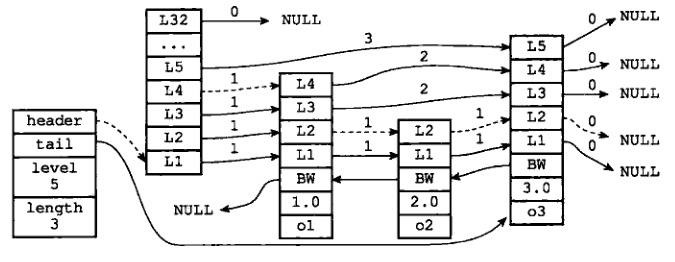 L32
0
NULL
...
L5
3
L4
1
L3
1
L2
1
L1
1
header
tail
level
5
length
3
NULL
L4
2
L3
2
L2
1
L1
1
BW
1.0
o1
L2
1
L1
1
BW
2.0
o2
L5
0
NULL
L4
0
NULL
L3
0
NULL
L2
0
NULL
L1
0
NULL
BW
3.0
o3